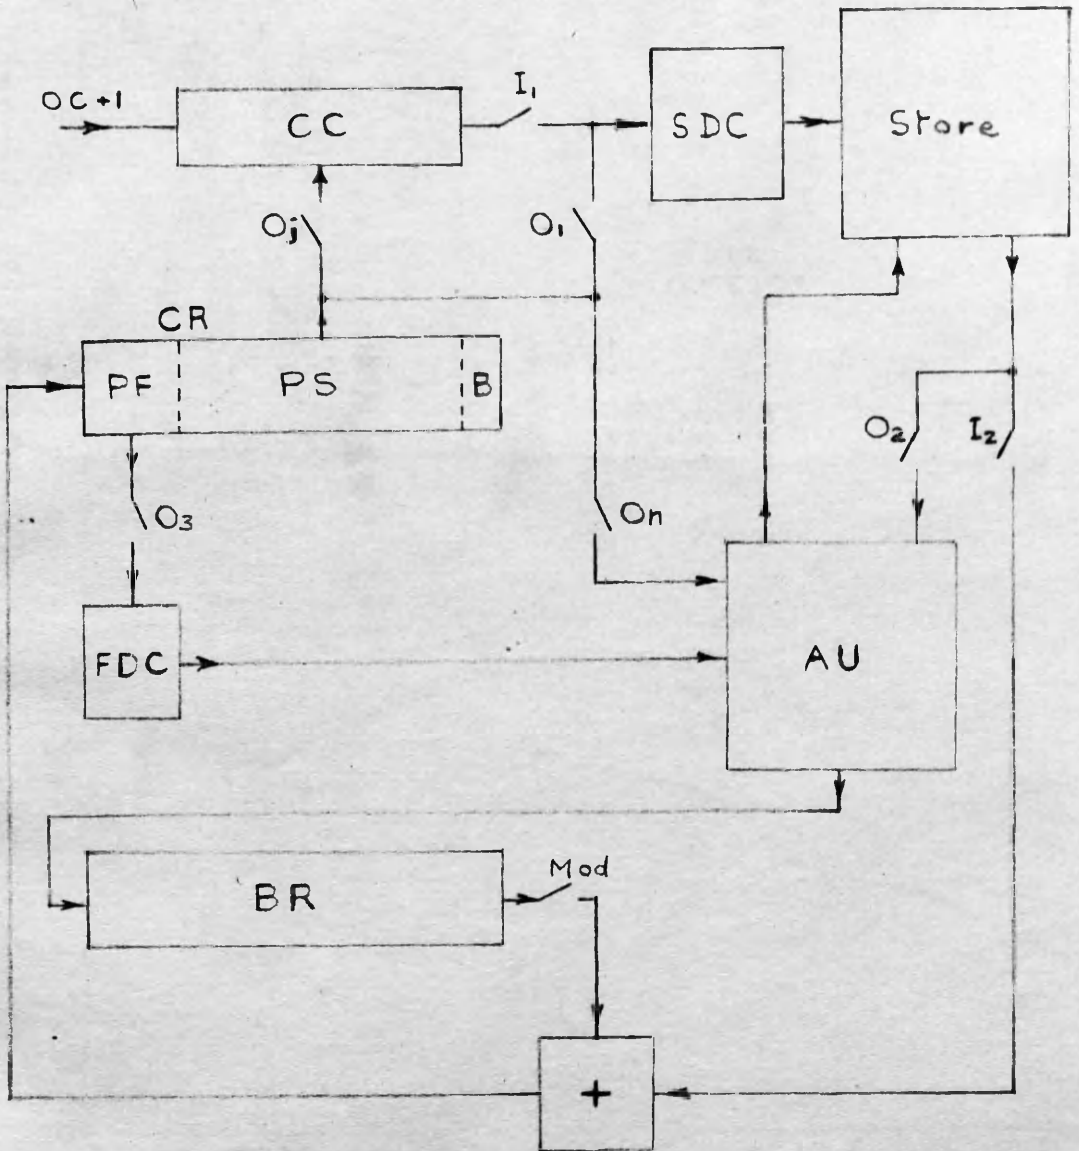 OC+1
CC
I₁
SDC
Store
Oj
O₁
CR
PF
PS
B
O₂
I₂
O₃
On
FDC
AU
BR
Mod
+